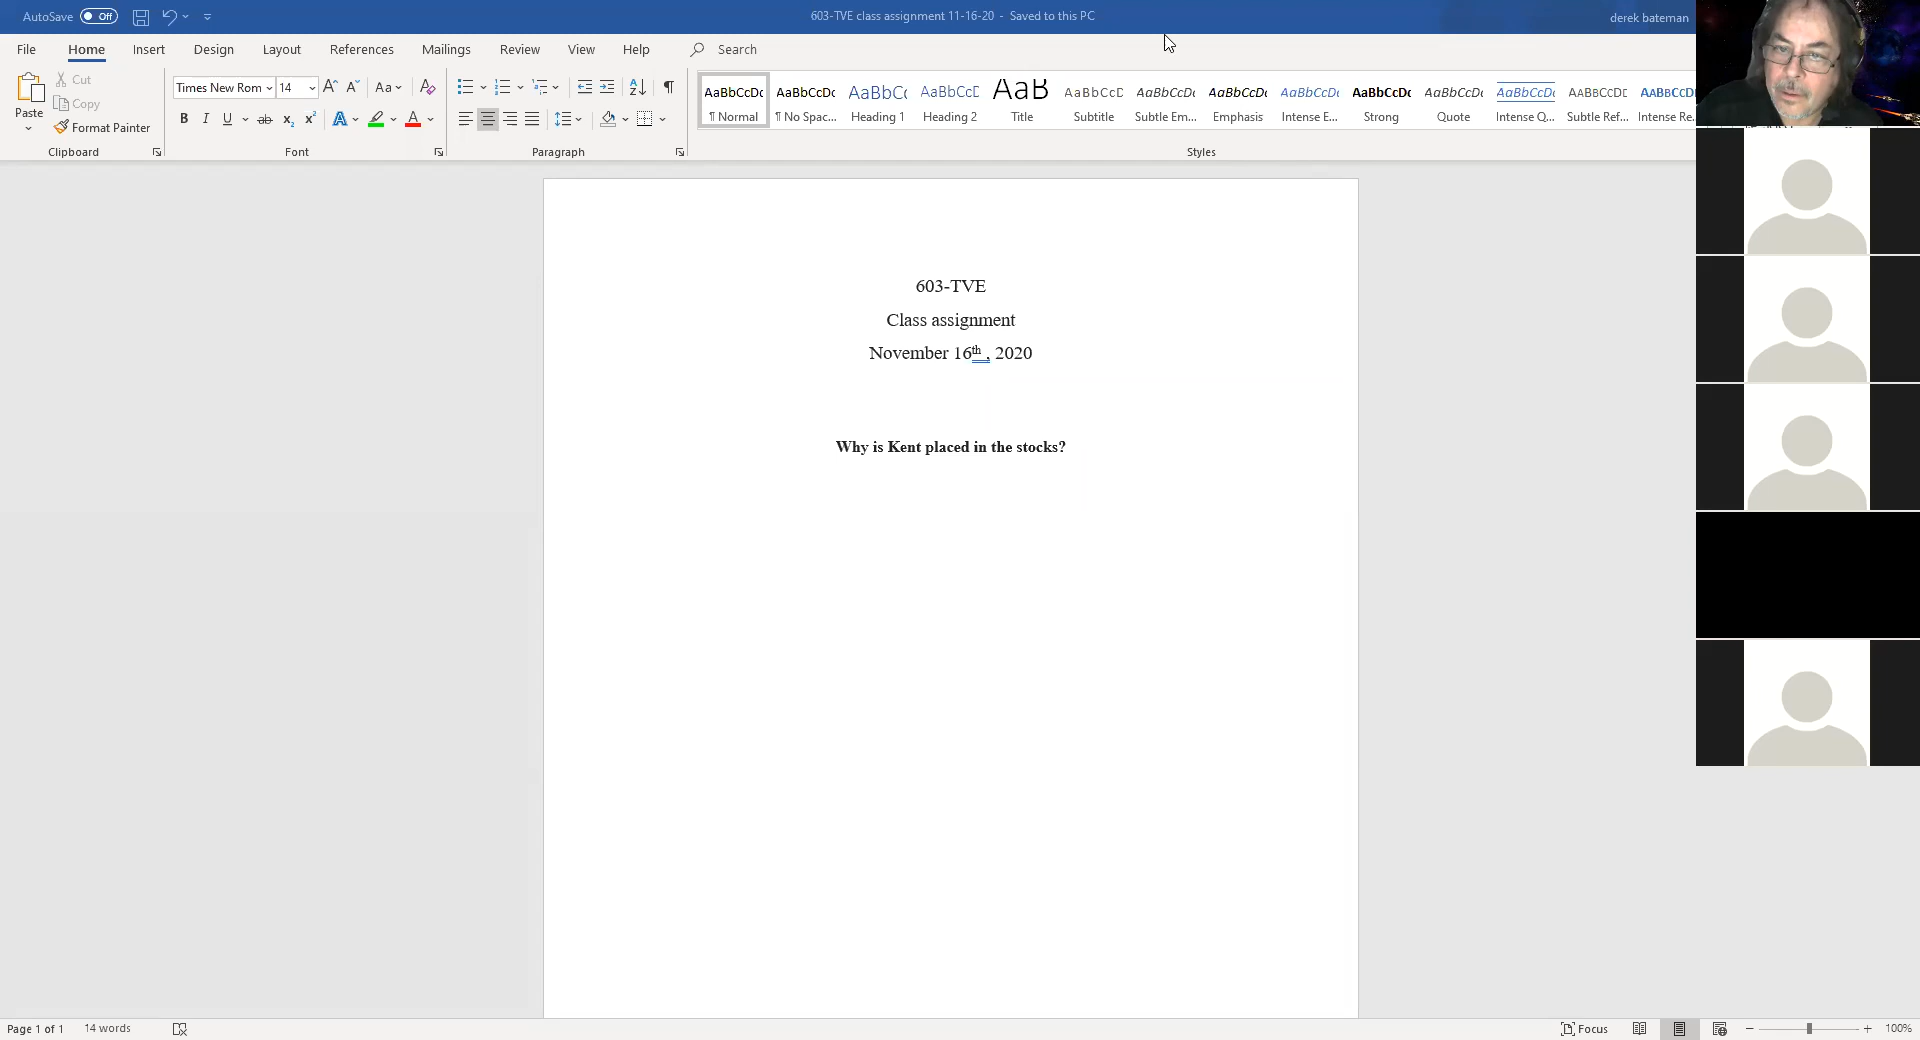 AutoSave Off
603-TVE class assignment 11-16-20 - Saved to this PC
derek bateman
File Home Insert Design Layout References Mailings Review View Help Search
Paste
Cut
Copy
Format Painter
Clipboard
Times New Rom 14
Font
Paragraph
AaBbCcDc AaBbCcDc AaBbC( AaBbCcD AaB AaBbCcD AaBbCcDc AaBbCcDc AaBbCcDc AaBbCcDc AaBbCcDc AaBbCcDc AaBbCcDd AaBbCcD
¶ Normal ¶ No Spac... Heading 1 Heading 2 Title Subtitle Subtle Em... Emphasis Intense E... Strong Quote Intense Q... Subtle Ref... Intense Re...
Styles
603-TVE
Class assignment
November 16th , 2020
Why is Kent placed in the stocks?
Page 1 of 1 14 words
Focus
100%